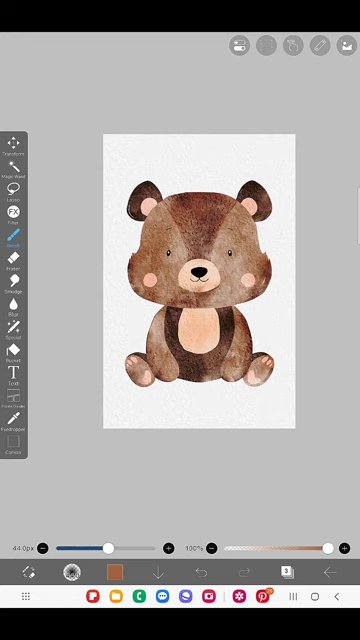 Transform
Magic Wand
Lasso
FX
Filter
Brush
Eraser
Smudge
Blur
Special
Bucket
T
Text
Frame Divider
Eyedropper
Canvas
44.0px
100%
3